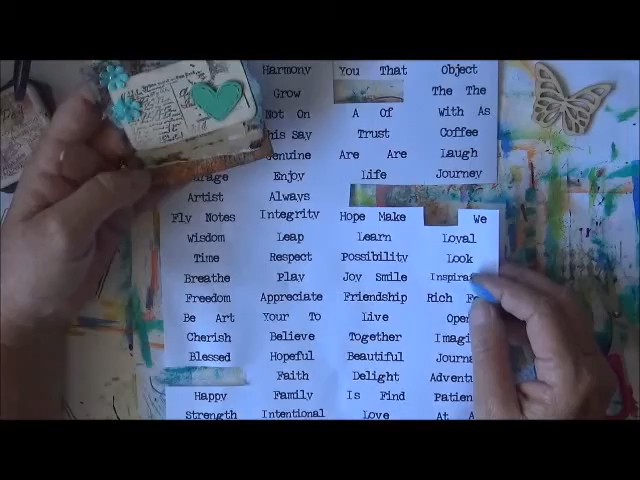 Harmony You That Object
Grow The The
Not On A Of With As
Say Trust Coffee
Are Are Laugh
Enjoy Life Journey
Artist Always
Fly Notes Integrity Hope Make We
Wisdom Leap Learn Loyal
Time Respect Possibility Look
Breathe Play Joy Smile
Freedom Appreciate Friendship Rich
Be Art Your To Live Open
Cherish Believe Together
Blessed Hopeful Beautiful
Faith Delight
Happy Family Is Find
Strength Intentional Love At